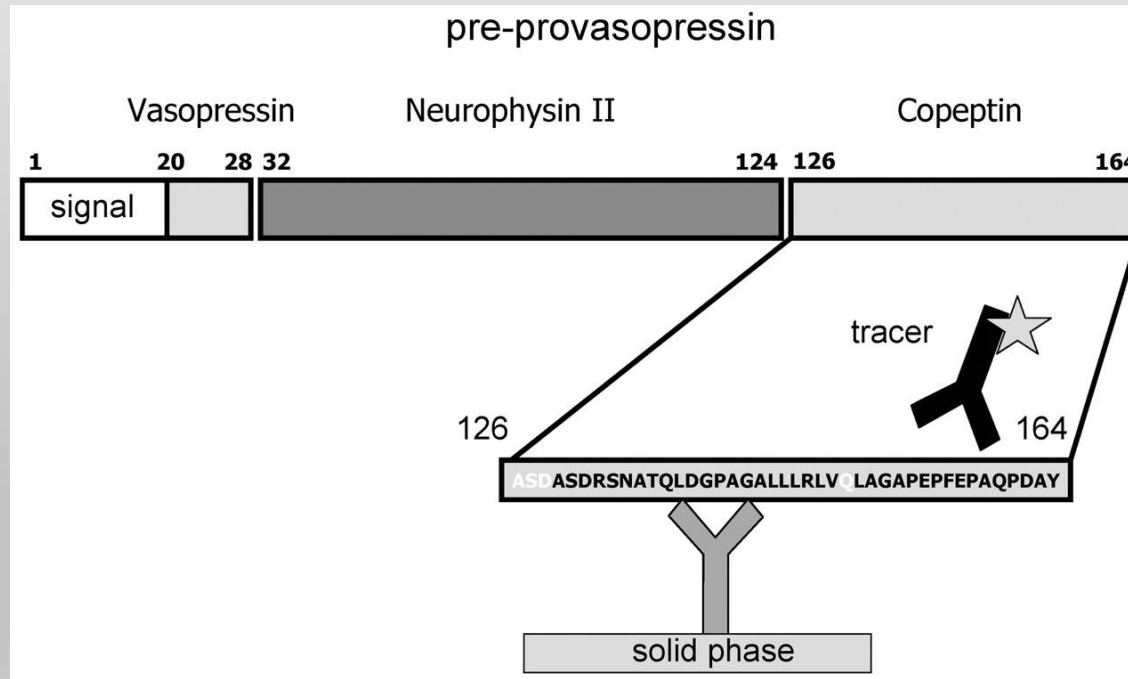 pre-provasopressin
Vasopressin Neurophysin II Copeptin
1 20 28 32 124 126 164
signal
tracer
126 164
ASDASDRSNATQLDGPAGALLLRLVQLAGAPEPFEPAQPDAY
solid phase